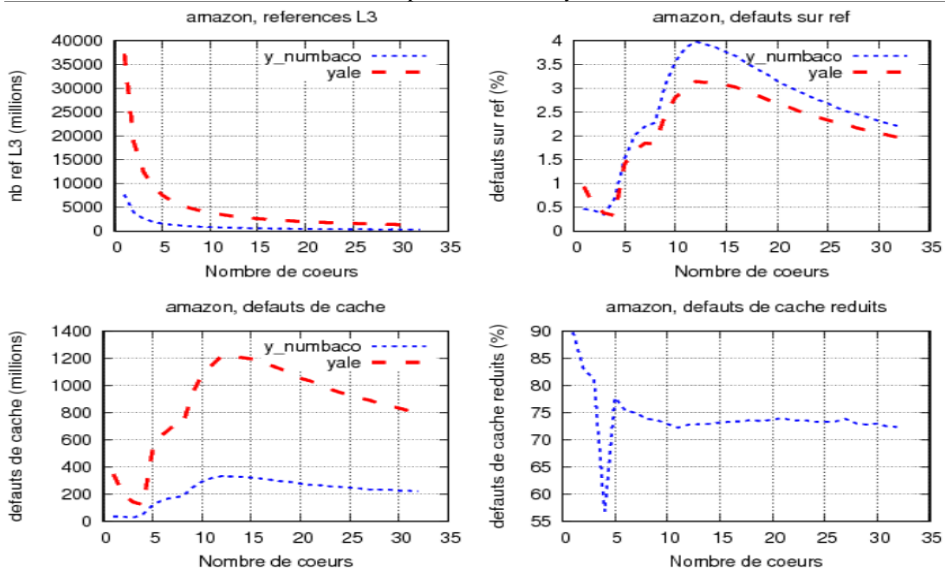 amazon, references L3
nb ref L3 (millions)
40000
35000
30000
25000
20000
15000
10000
5000
0
y_numbaco
yale
0 5 10 15 20 25 30 35
Nombre de coeurs
amazon, defauts sur ref
defauts sur ref (%)
4
3.5
3
2.5
2
1.5
1
0.5
0
y_numbaco
yale
0 5 10 15 20 25 30 35
Nombre de coeurs
amazon, defauts de cache
defauts de cache (millions)
1400
1200
1000
800
600
400
200
0
y_numbaco
yale
0 5 10 15 20 25 30 35
Nombre de coeurs
amazon, defauts de cache reduits
defauts de cache reduits (%)
90
85
80
75
70
65
60
55
0 5 10 15 20 25 30 35
Nombre de coeurs